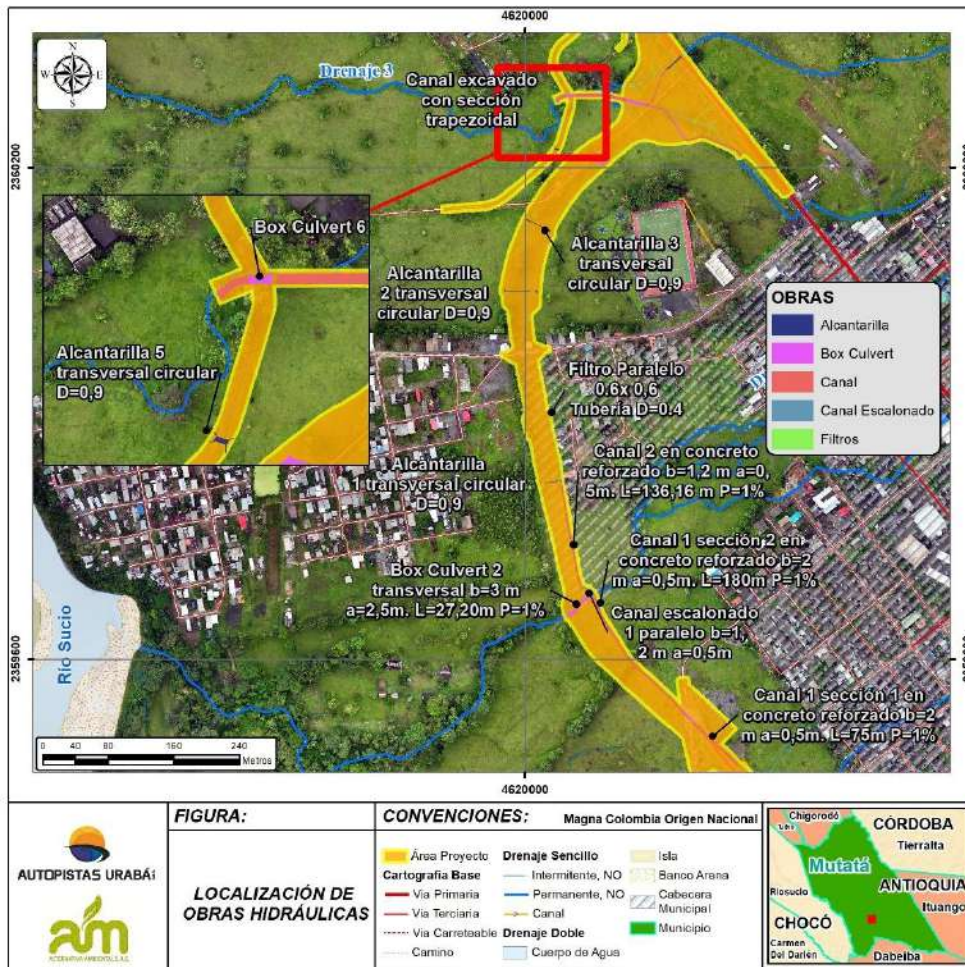 4620000
N
W
E
S
Drenaje 3
Canal excavado
con sección
trapezoidal
2360200
Box Culvert 6
Alcantarilla 5
transversal circular
D=0,9
Alcantarilla
2 transversal
circular D=0,9
Alcantarilla 3
transversal
circular D=0,9
OBRAS
Alcantarilla
Box Culvert
Canal
Canal Escalonado
Filtros
Filtro Paralelo
0.6x 0,6
Tubería D=0.4
Canal 2 en concreto
reforzado b=1,2 m a=0,
5m. L=136,16 m P=1%
Alcantarilla
1 transversal circular
D=0,9
Canal 1 sección 2 en
concreto reforzado b=2
m a=0,5m. L=180m P=1%
Box Culvert 2
transversal b=3 m
a=2,5m. L=27,20m P=1%
Canal escalonado
1 paralelo b=1,
2 m a=0,5m
Río Sucio
2359600
Canal 1 sección 1 en
concreto reforzado b=2
m a=0,5m. L=75m P=1%
0 40 80 160 240
Metros
4620000
AUTOPISTAS URABÁ
am
ALTERNATIVA AMBIENTAL S.A.S
FIGURA:
LOCALIZACIÓN DE
OBRAS HIDRÁULICAS
CONVENCIONES:
Magna Colombia Origen Nacional
Área Proyecto
Cartografía Base
Vía Primaria
Vía Terciaria
Vía Carreteable
Camino
Drenaje Sencillo
Intermitente, NO
Permanente, NO
Canal
Drenaje Doble
Cuerpo de Agua
Isla
Banco Arena
Cabecera
Municipal
Municipio
Chigorodó
CÓRDOBA
Tierralta
Mutatá
Riosucio
ANTIOQUIA
Ituango
CHOCÓ
Carmen
Del Darién
Dabeiba